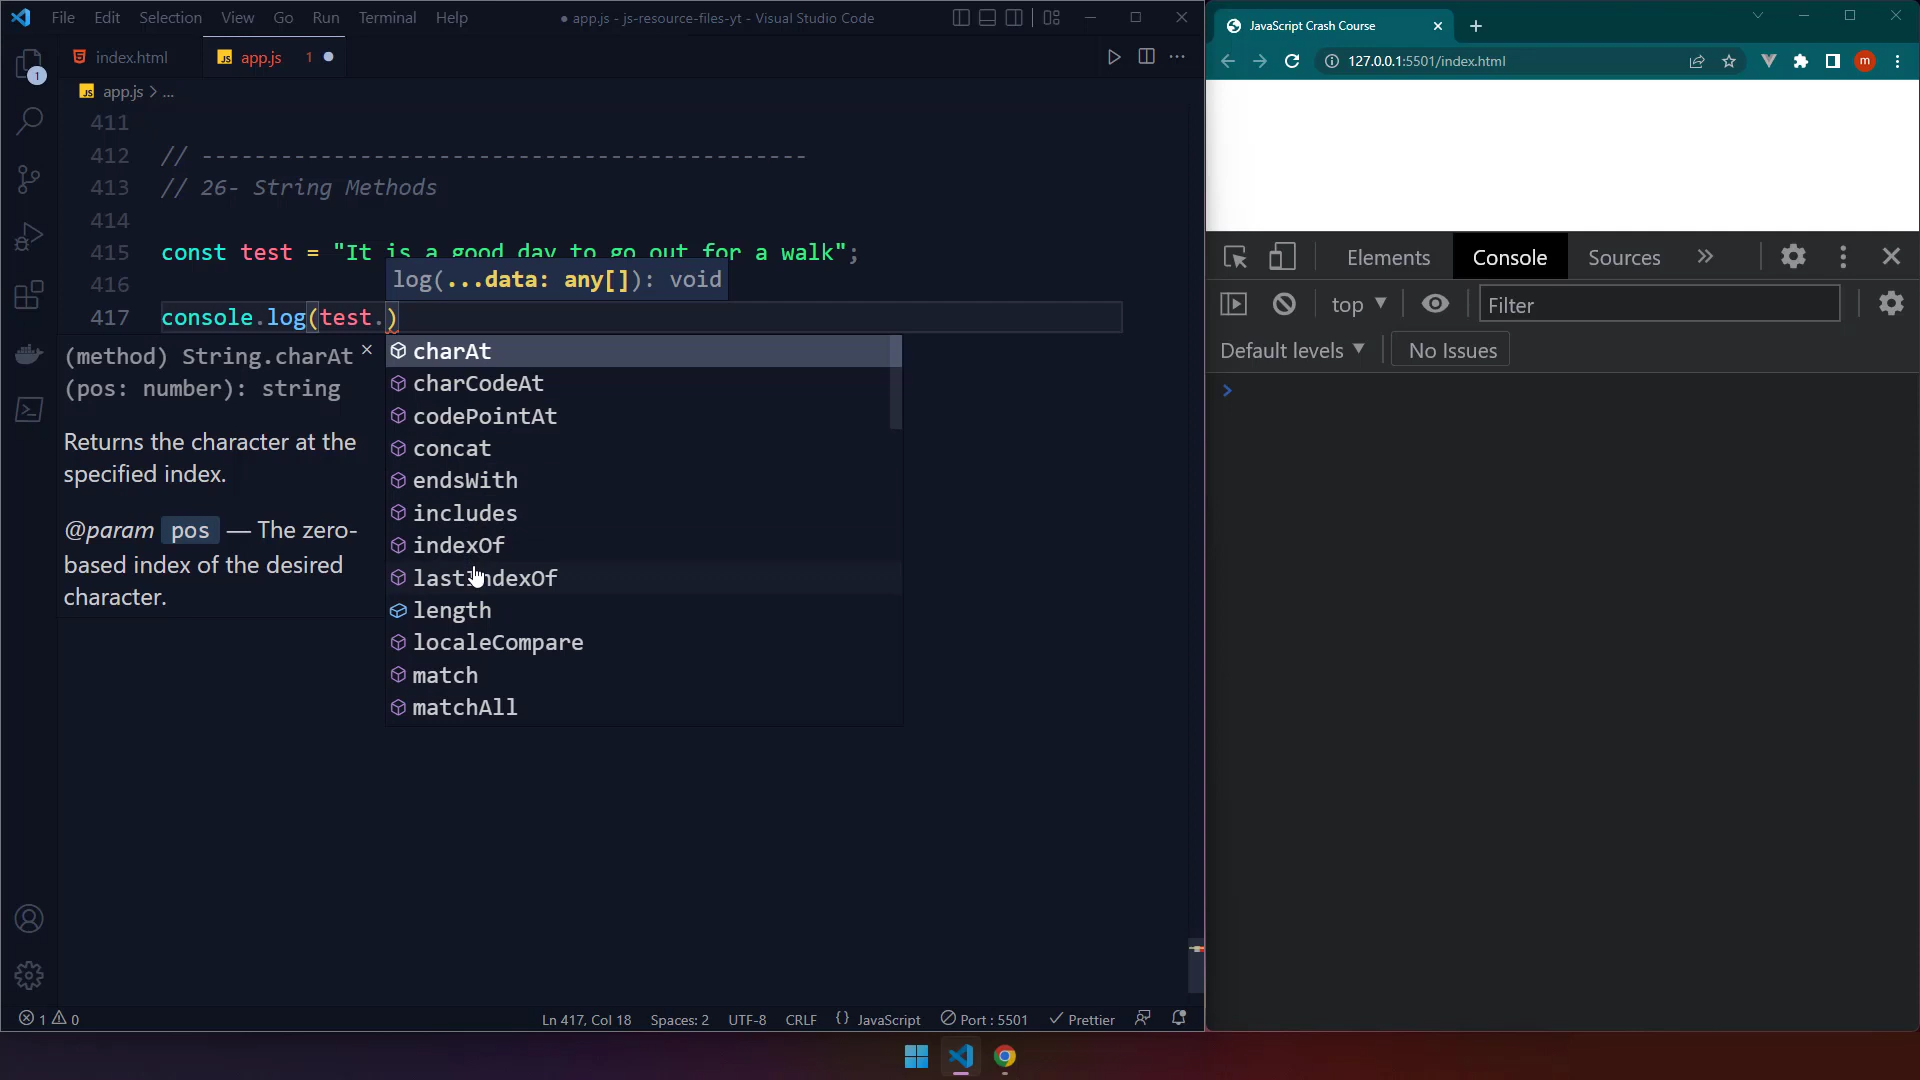 File Edit Selection View Go Run Terminal Help
● app.js - js-resource-files-yt - Visual Studio Code
index.html
app.js 1 ●
app.js > ...
1
411
412 // ----------------------------------------------
413 // 26- String Methods
414
415 const test = "It is a good day to go out for a walk";
416
log(...data: any[]): void
417 console.log(test.)
(method) String.charAt
(pos: number): string
Returns the character at the
specified index.
@param pos — The zero-
based index of the desired
character.
charAt
charCodeAt
codePointAt
concat
endsWith
includes
indexOf
lastIndexOf
length
localeCompare
match
matchAll
1 0
Ln 417, Col 18 Spaces: 2 UTF-8 CRLF {} JavaScript Port : 5501 Prettier
JavaScript Crash Course
127.0.0.1:5501/index.html
m
Elements Console Sources »
top Filter
Default levels No Issues
>